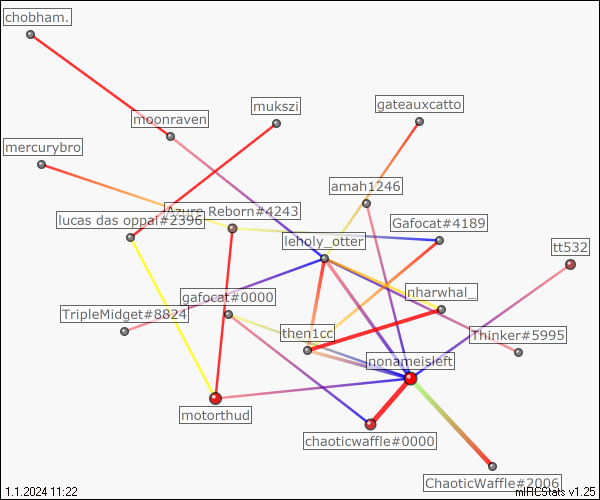 chobham.
gateauxcatto
mukszi
moonraven
mercurybro
amah1246
Azure Reborn#4243
lucas das oppai#2396
Gafocat#4189
leholy_otter
tt532
nharwhal_
gafocat#0000
TripleMidget#8824
then1cc
Thinker#5995
nonameisleft
motorthud
chaoticwaffle#0000
ChaoticWaffle#2006
1.1.2024 11:22
mIRCStats v1.25